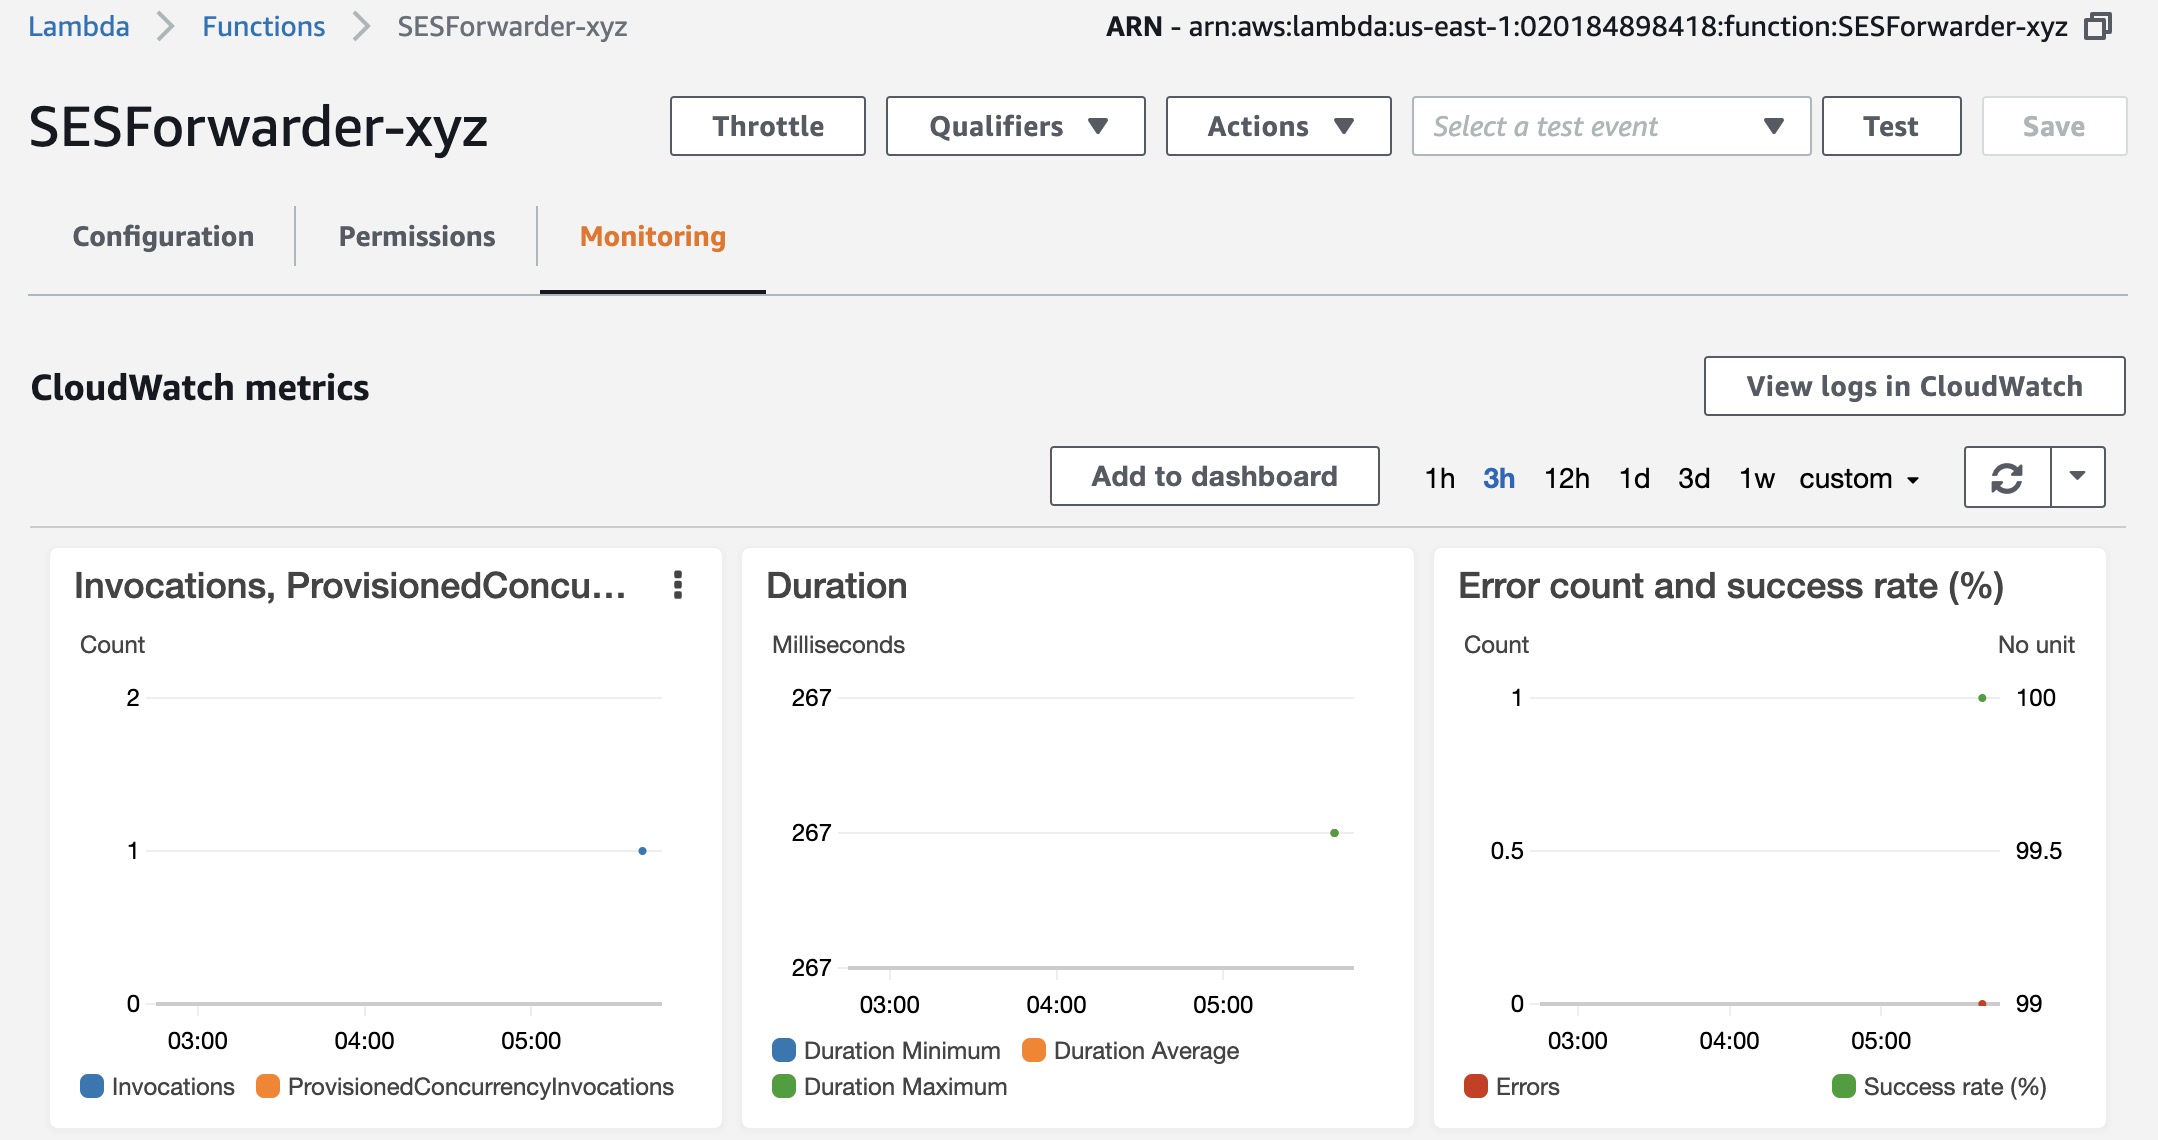 Lambda Functions SESForwarder-xyz ARN - arn:aws:lambda:us-east-1:020184898418:function:SESForwarder-xyz
SESForwarder-xyz Throttle Qualifiers Actions Select a test event Test Save
Configuration Permissions Monitoring
CloudWatch metrics View logs in CloudWatch
Add to dashboard 1h 3h 12h 1d 3d 1w custom
Invocations, ProvisionedConcu...
Count
2
1
0
03:00 04:00 05:00
Invocations ProvisionedConcurrencyInvocations
Duration
Milliseconds
267
267
267
03:00 04:00 05:00
Duration Minimum Duration Average
Duration Maximum
Error count and success rate (%)
Count No unit
1 100
0.5 99.5
0 99
03:00 04:00 05:00
Errors Success rate (%)